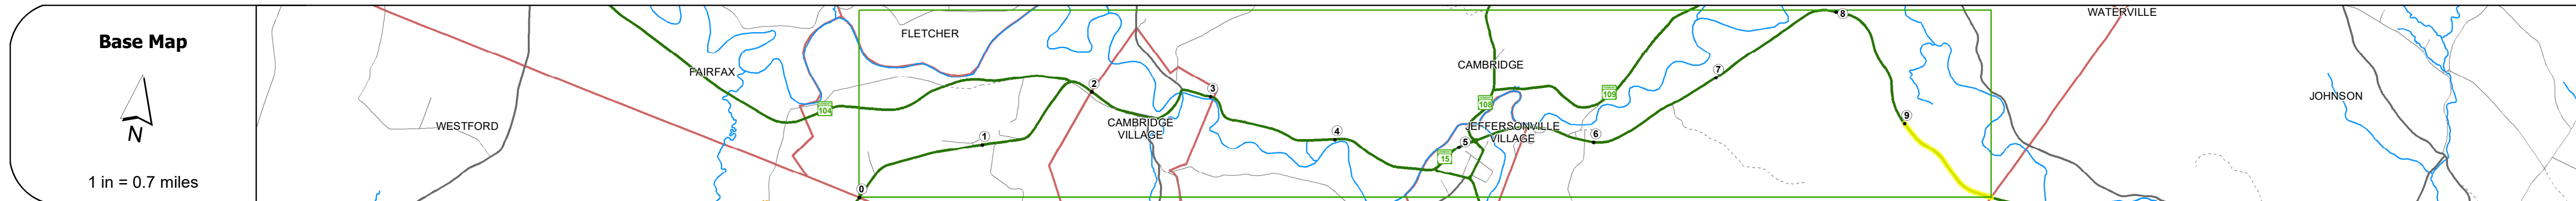 Base Map
N
1 in = 0.7 miles
WESTFORD
FAIRFAX
104
FLETCHER
0
1
2
CAMBRIDGE
VILLAGE
3
4
CAMBRIDGE
108
109
15
5
JEFFERSONVILLE
VILLAGE
6
7
8
9
WATERVILLE
JOHNSON